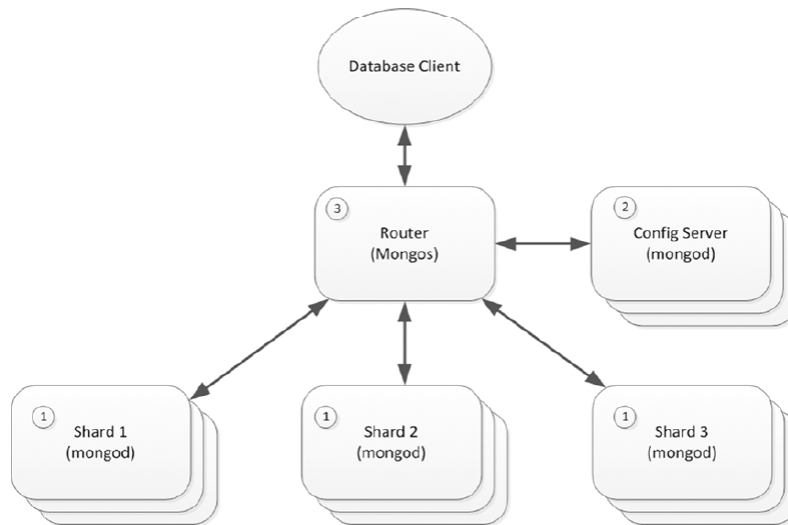 Database Client
3
Router
(Mongos)
2
Config Server
(mongod)
1
Shard 1
(mongod)
1
Shard 2
(mongod)
1
Shard 3
(mongod)